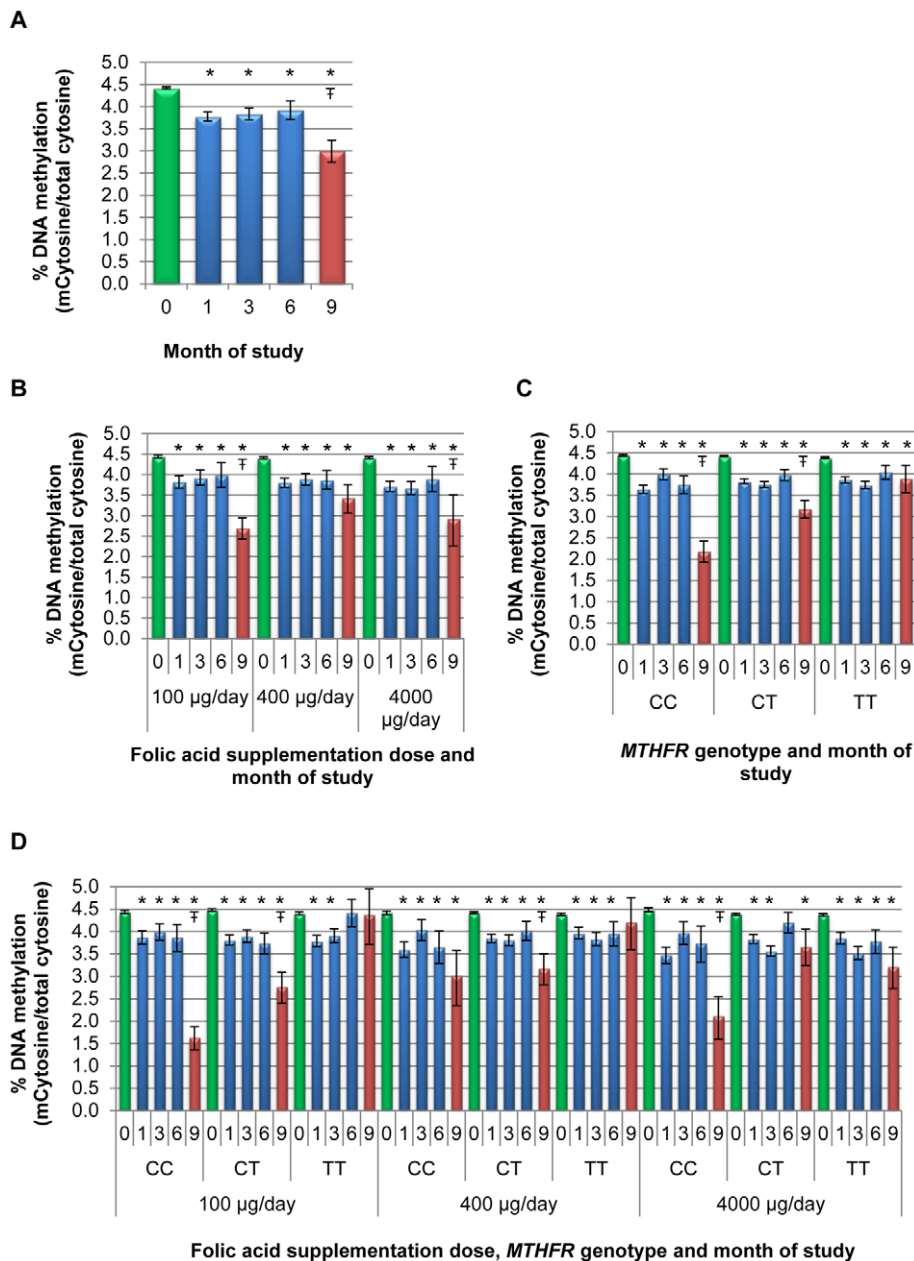 A
% DNA methylation
(mCytosine/total cytosine)
5.0
4.5
4.0
3.5
3.0
2.5
2.0
1.5
1.0
0.5
0.0
* * * *
Ŧ
0 1 3 6 9
Month of study
B
% DNA methylation
(mCytosine/total cytosine)
5.0
4.5
4.0
3.5
3.0
2.5
2.0
1.5
1.0
0.5
0.0
* * * * * * * * * * * *
Ŧ Ŧ
0 1 3 6 9 0 1 3 6 9 0 1 3 6 9
100 µg/day 400 µg/day 4000
µg/day
Folic acid supplementation dose and
month of study
C
% DNA methylation
(mCytosine/total cytosine)
5.0
4.5
4.0
3.5
3.0
2.5
2.0
1.5
1.0
0.5
0.0
* * * * * * * * * * * *
Ŧ Ŧ
0 1 3 6 9 0 1 3 6 9 0 1 3 6 9
CC CT TT
MTHFR genotype and month of
study
D
% DNA methylation
(mCytosine/total cytosine)
5.0
4.5
4.0
3.5
3.0
2.5
2.0
1.5
1.0
0.5
0.0
* * * * * * * * * * * * * * * * * * * * * * * * * * * * * * * *
Ŧ Ŧ Ŧ Ŧ
0 1 3 6 9 0 1 3 6 9 0 1 3 6 9 0 1 3 6 9 0 1 3 6 9 0 1 3 6 9 0 1 3 6 9 0 1 3 6 9 0 1 3 6 9
CC CT TT CC CT TT CC CT TT
100 µg/day 400 µg/day 4000 µg/day
Folic acid supplementation dose, MTHFR genotype and month of study